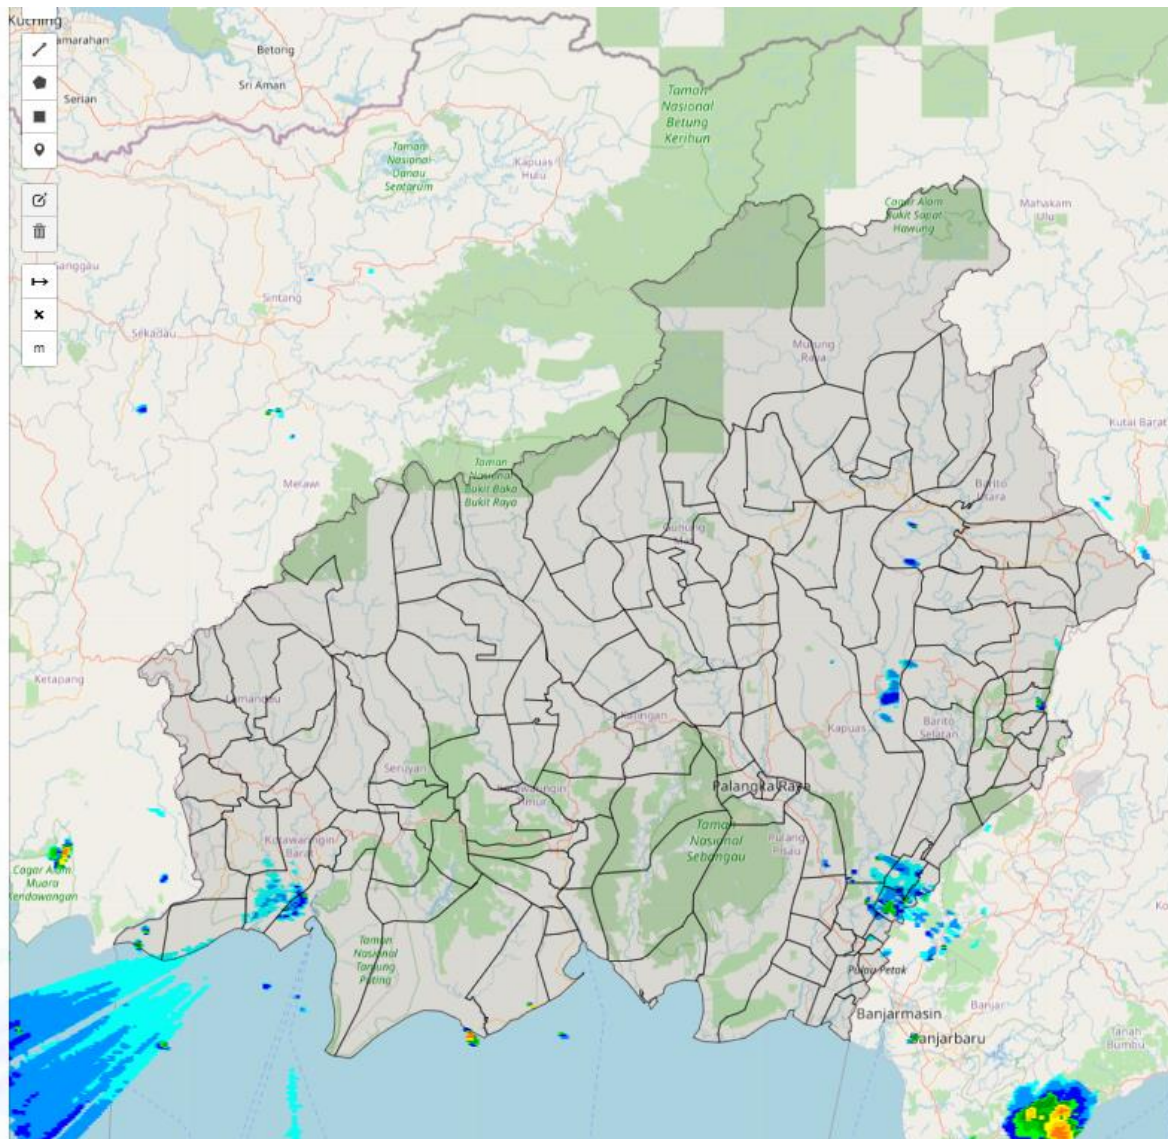 Kuching
amarahan
Betong
Sri Aman
Serian
Taman
Nasional
Betung
Kerihun
Taman
Nasional
Danau
Sentarum
Kapuas
Hulu
Cagar Alam
Bukit Sapat
Hawung
Mahakam
Ulu
Sanggau
Sintang
Sekadau
m
Murung
Raya
Kutai Barat
Melawi
Taman
Nasional
Bukit Baka
Bukit Raya
Barito
Utara
Gunung
Ketapang
Lamandau
Katingan
Kapuas
Barito
Selatan
Seruyan
Palangka Raya
Kotawaringin
Timur
Kotawaringin
Barat
Taman
Nasional
Sebangau
Pulang
Pisau
Cagar Alam
Muara
Kendawangan
Taman
Nasional
Tanjung
Puting
Pulau Petak
Banjarmasin
Banjar
Banjarbaru
Tanah
Bumbu